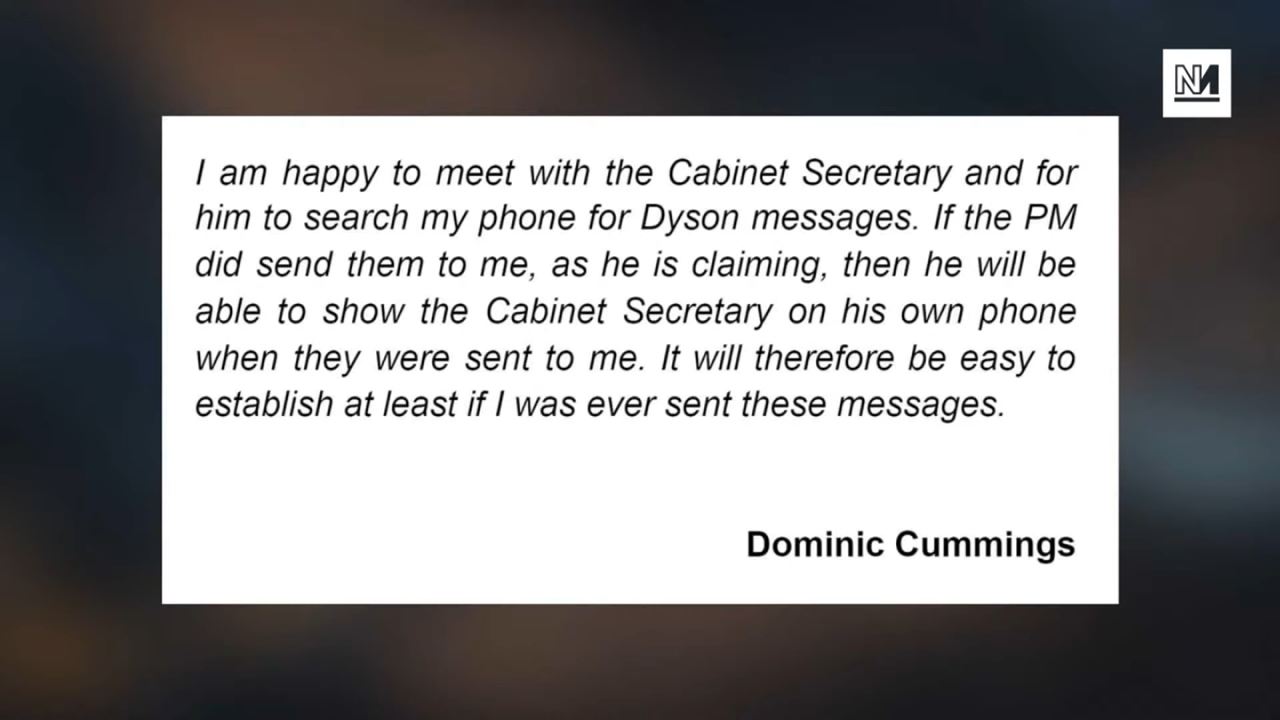 NM
I am happy to meet with the Cabinet Secretary and for
him to search my phone for Dyson messages. If the PM
did send them to me, as he is claiming, then he will be
able to show the Cabinet Secretary on his own phone
when they were sent to me. It will therefore be easy to
establish at least if I was ever sent these messages.
Dominic Cummings